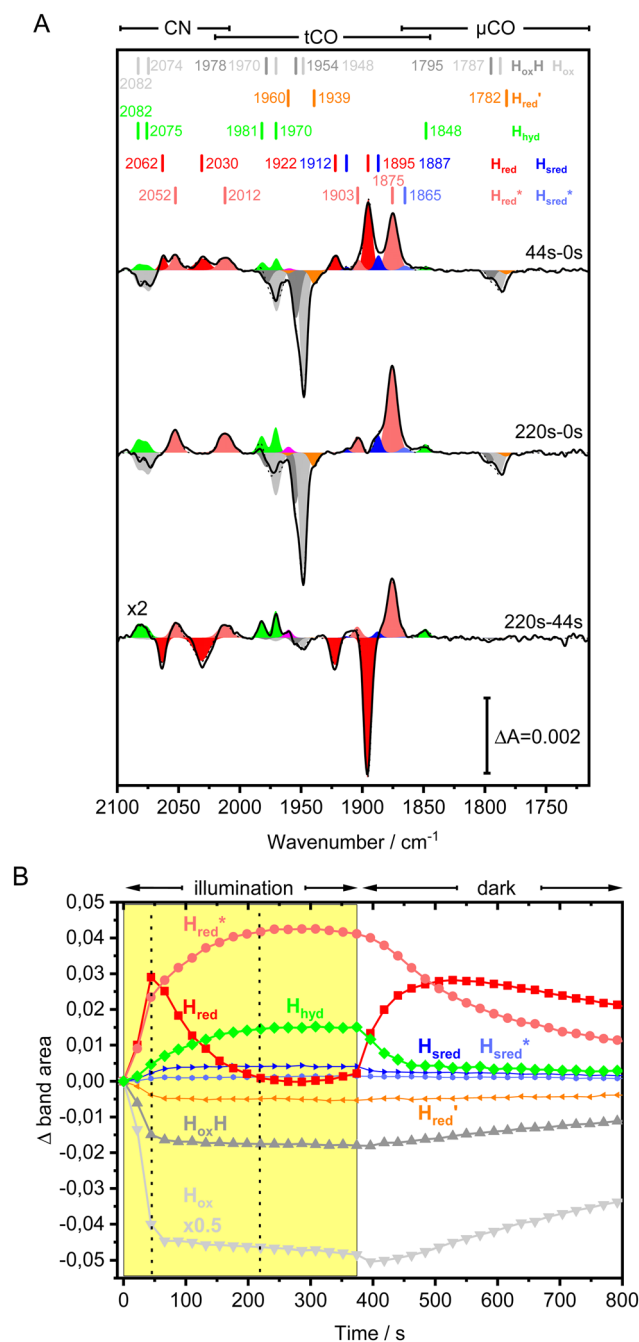 A
CN
tCO
µCO
2074 1978 1970 1954 1948 1795 1787 HoxH Hox
2082
1960 1939 1782 Hred'
2082
2075 1981 1970 1848 Hhyd
2062 2030 1922 1912 1895 1887 Hred Hsred
1875
2052 2012 1903 1865 Hred* Hsred*
44s-0s
220s-0s
x2 220s-44s
ΔA=0.002
2100 2050 2000 1950 1900 1850 1800 1750
Wavenumber / cm-1
B
illumination dark
0,05
Hred*
0,04
0,03
Hred
Hhyd
0,02
0,01
Hsred Hsred*
0,00
Hred'
-0,01
HoxH
-0,02
-0,03
Hox
x0.5
-0,04
-0,05
0 100 200 300 400 500 600 700 800
Time / s
Δ band area